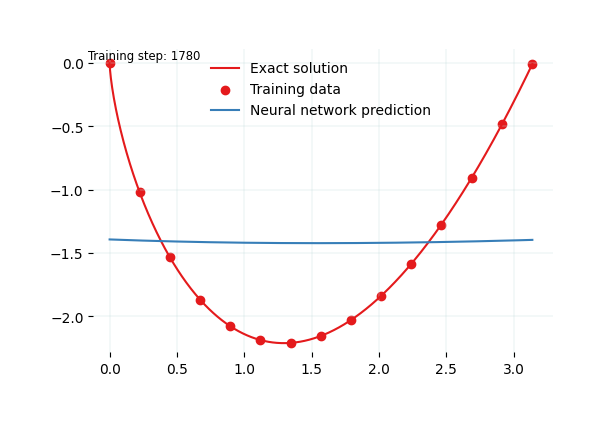 Training step: 1780
Exact solution
Training data
Neural network prediction
0.0
−0.5
−1.0
−1.5
−2.0
0.0 0.5 1.0 1.5 2.0 2.5 3.0